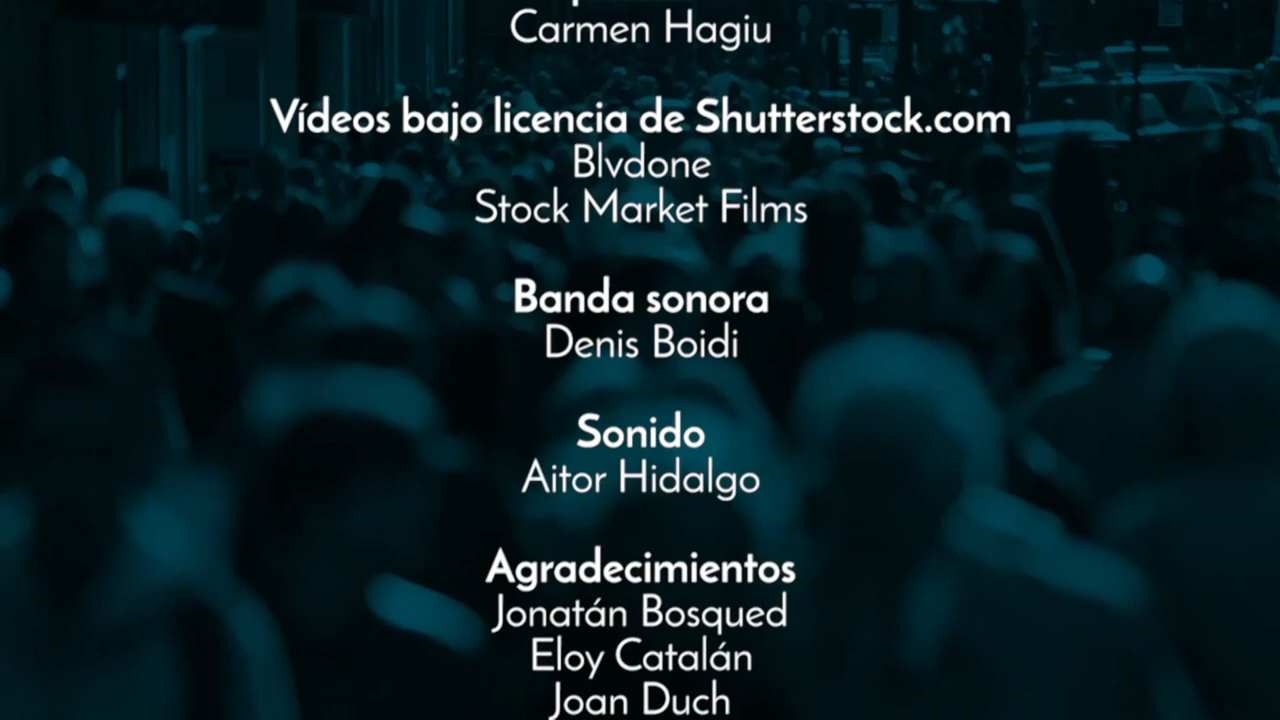 Carmen Hagiu
Vídeos bajo licencia de Shutterstock.com
Blvdone
Stock Market Films
Banda sonora
Denis Boidi
Sonido
Aitor Hidalgo
Agradecimientos
Jonatán Bosqued
Eloy Catalán
Joan Duch